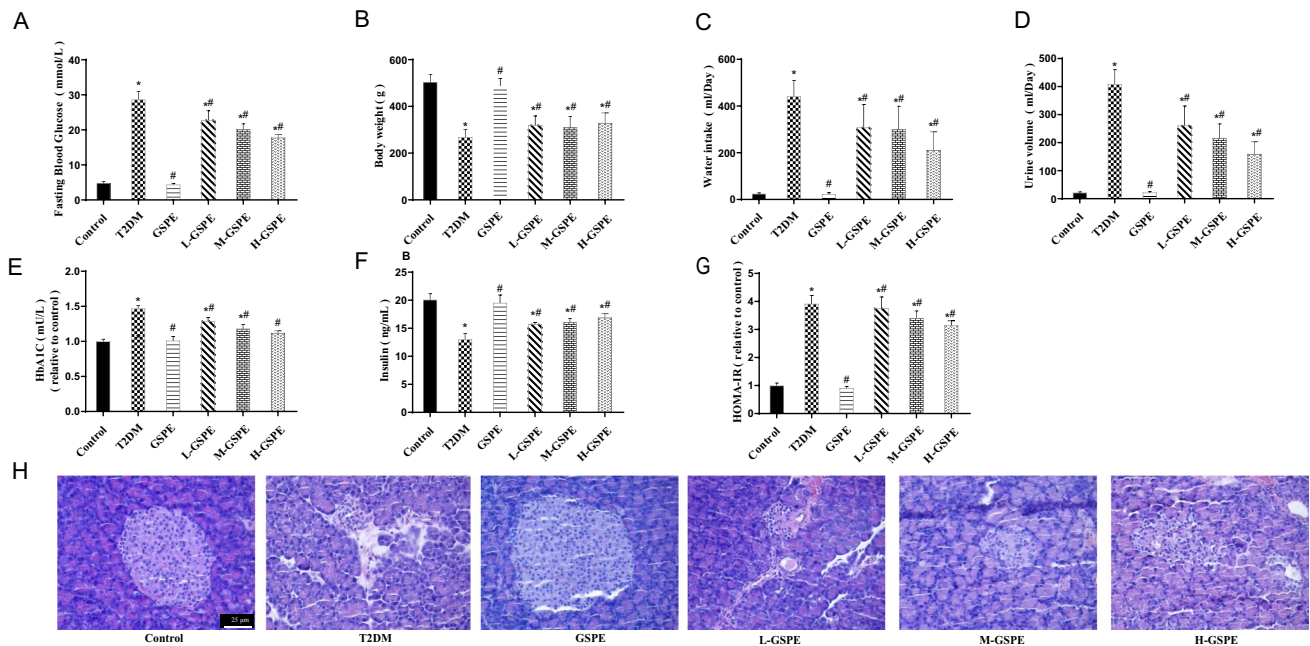 A
Fasting Blood Glucose ( mmol/L )
40
30
20
10
0
*
#
*#
*#
*#
Control
T2DM
GSPE
L-GSPE
M-GSPE
H-GSPE
B
Body weight ( g )
600
400
200
0
*
#
*#
*#
*#
Control
T2DM
GSPE
L-GSPE
M-GSPE
H-GSPE
C
Water intake ( ml/Day )
600
400
200
0
*
#
*#
*#
*#
Control
T2DM
GSPE
L-GSPE
M-GSPE
H-GSPE
D
Urine volume ( ml/Day )
500
400
300
200
100
0
*
#
*#
*#
*#
Control
T2DM
GSPE
L-GSPE
M-GSPE
H-GSPE
E
HbA1C ( mU/L )
( relative to control )
2.0
1.5
1.0
0.5
0.0
*
#
*#
*#
#
Control
T2DM
GSPE
L-GSPE
M-GSPE
H-GSPE
F
B
Insulin ( ng/mL )
25
20
15
10
5
0
*
#
*#
*#
*#
Control
T2DM
GSPE
L-GSPE
M-GSPE
H-GSPE
G
HOMA-IR ( relative to control )
5
4
3
2
1
0
*
#
*#
*#
*#
Control
T2DM
GSPE
L-GSPE
M-GSPE
H-GSPE
H
25 μm
Control
T2DM
GSPE
L-GSPE
M-GSPE
H-GSPE